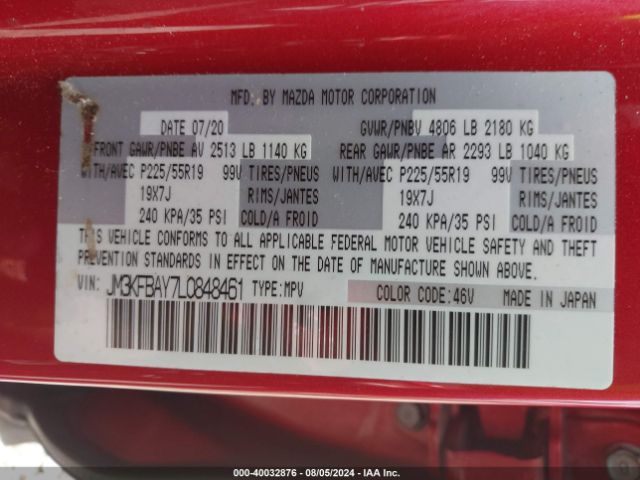 MFD. BY MAZDA MOTOR CORPORATION
DATE 07/20 GVWR/PNBV 4806 LB 2180 KG
FRONT GAWR/PNBE AV 2513 LB 1140 KG REAR GAWR/PNBE AR 2293 LB 1040 KG
WITH/AVEC P225/55R19 99V TIRES/PNEUS WITH/AVEC P225/55R19 99V TIRES/PNEUS
19X7J RIMS/JANTES 19X7J RIMS/JANTES
240 KPA/35 PSI COLD/A FROID 240 KPA/35 PSI COLD/A FROID
THIS VEHICLE CONFORMS TO ALL APPLICABLE FEDERAL MOTOR VEHICLE SAFETY AND THEFT
PREVENTION STANDARDS IN EFFECT ON THE DATE OF MANUFACTURE SHOWN ABOVE.
VIN: JM3KFBAY7L0848461 TYPE:MPV COLOR CODE:46V MADE IN JAPAN
000-40032876 - 08/05/2024 - IAA Inc.